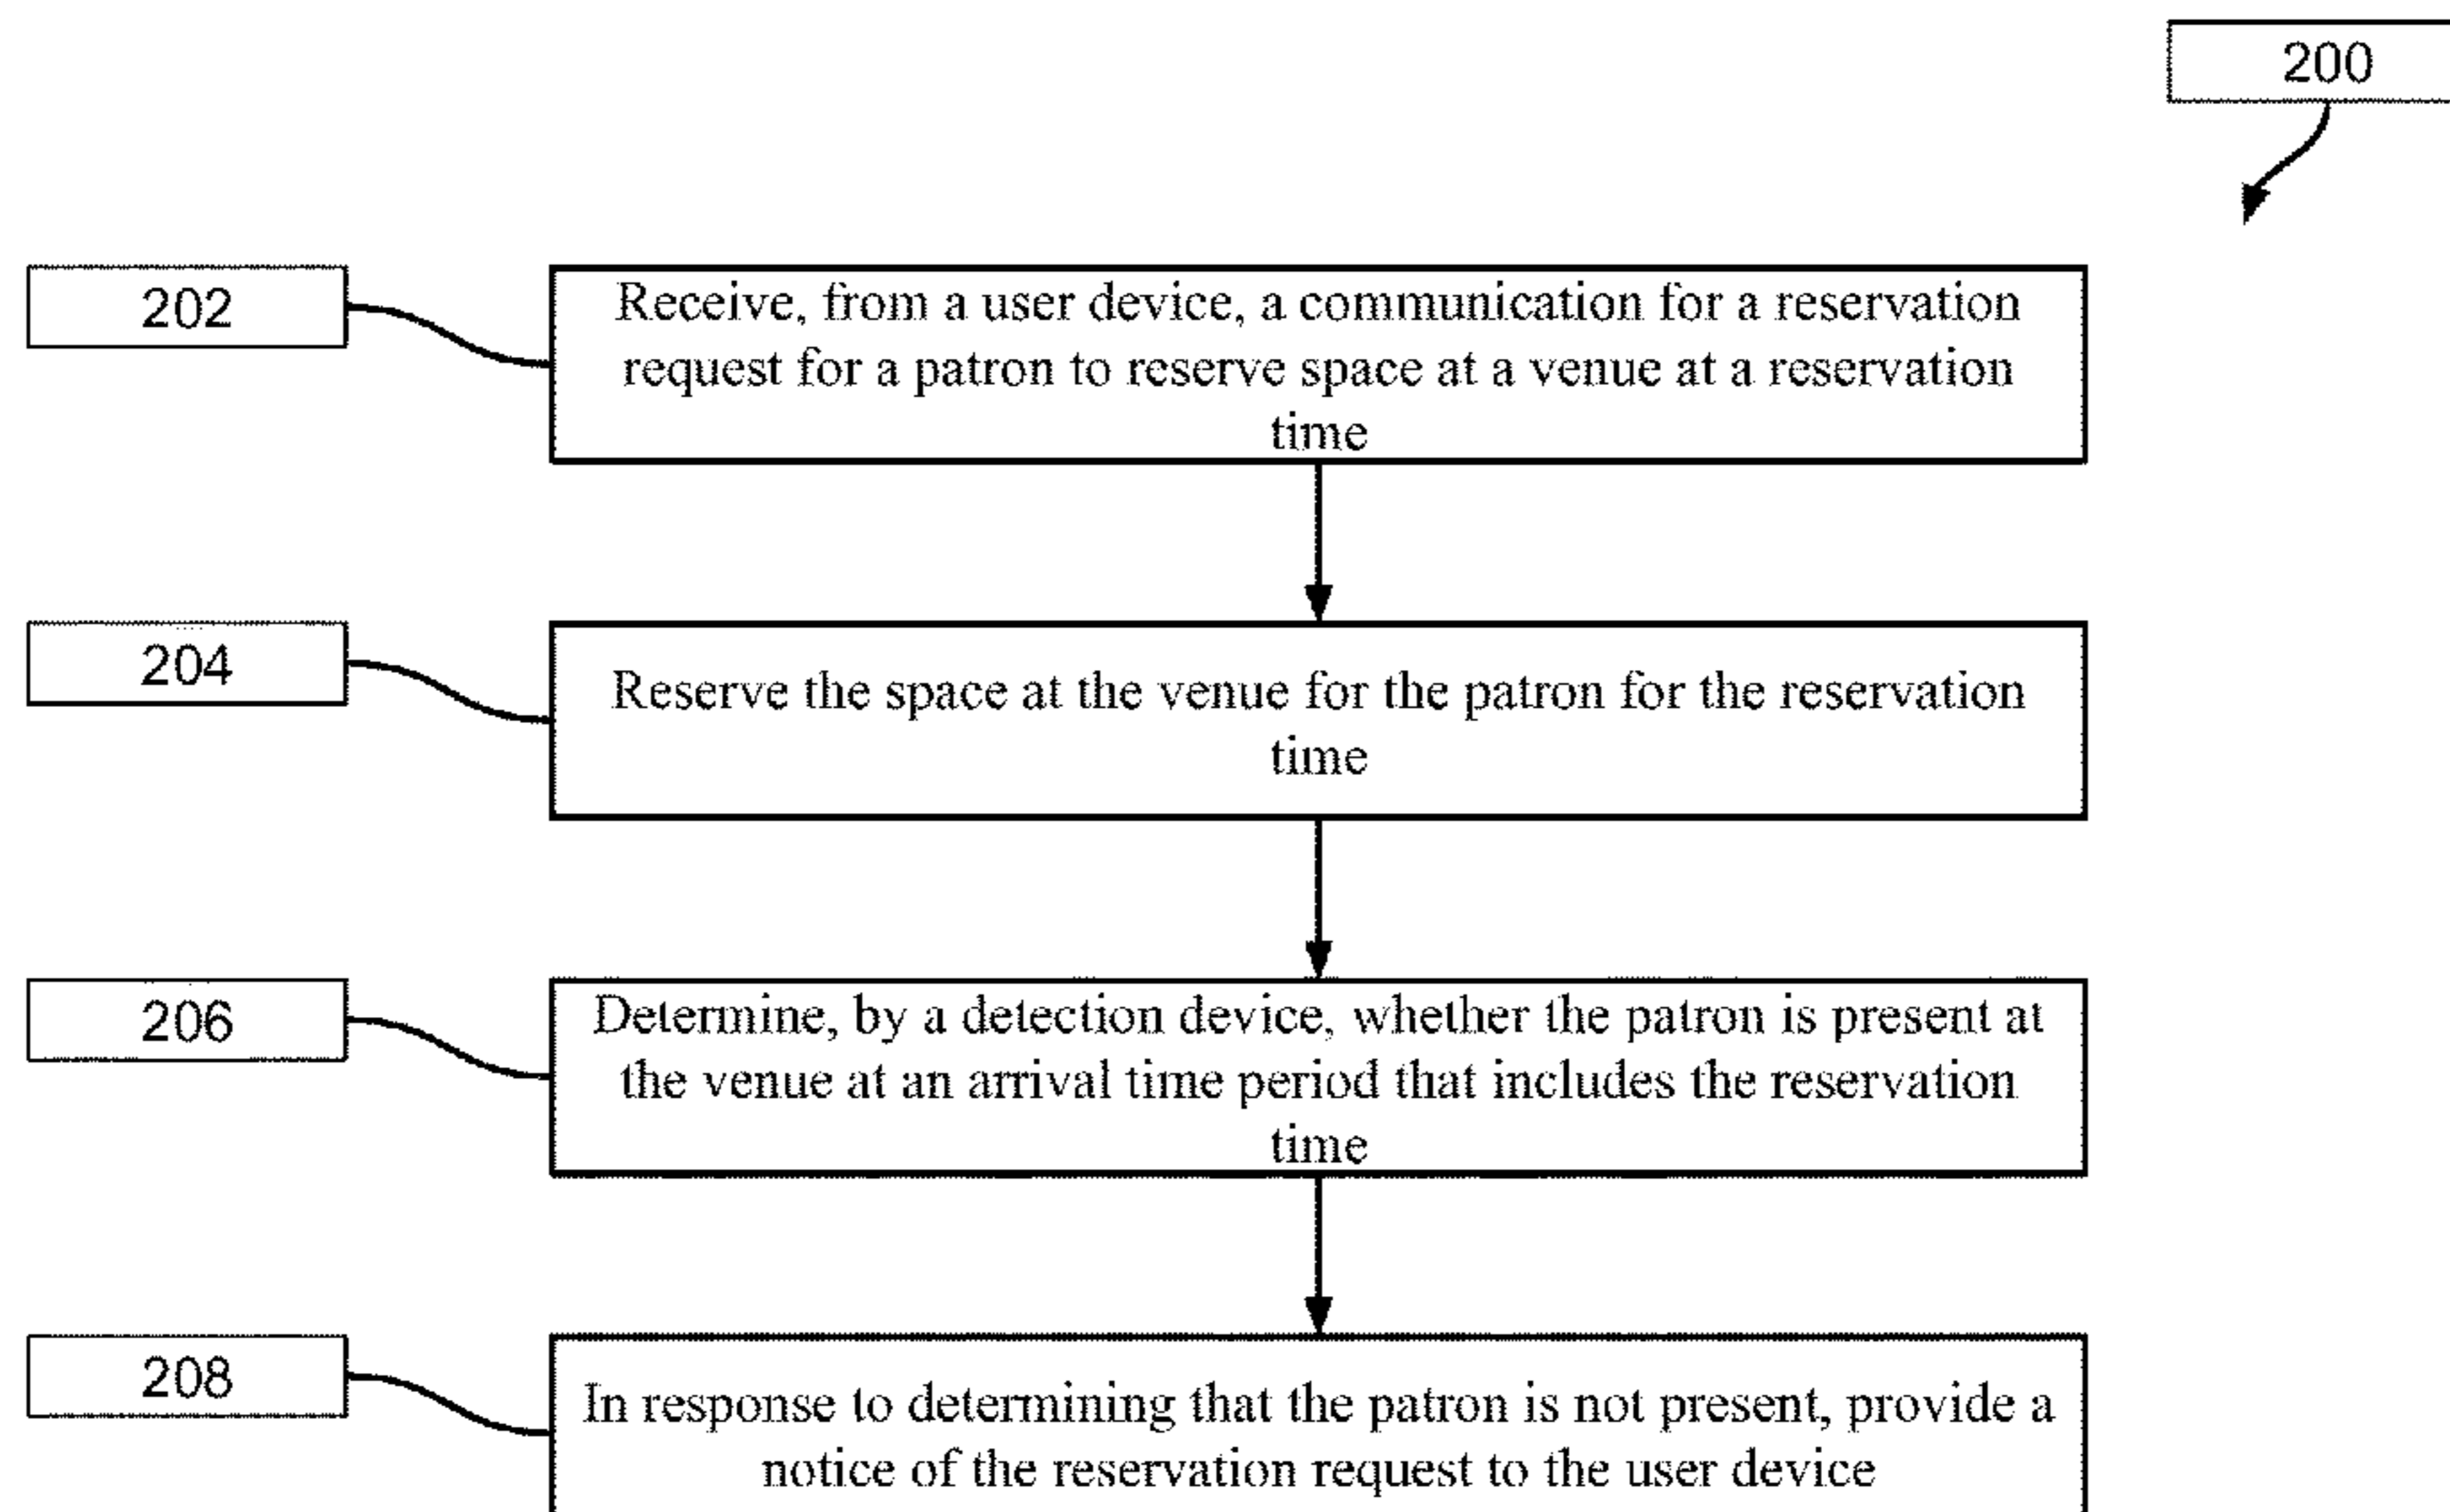 200
202
Receive, from a user device, a communication for a reservation
request for a patron to reserve space at a venue at a reservation
time
204
Reserve the space at the venue for the patron for the reservation
time
206
Determine, by a detection device, whether the patron is present at
the venue at an arrival time period that includes the reservation
time
208
In response to determining that the patron is not present, provide a
notice of the reservation request to the user device